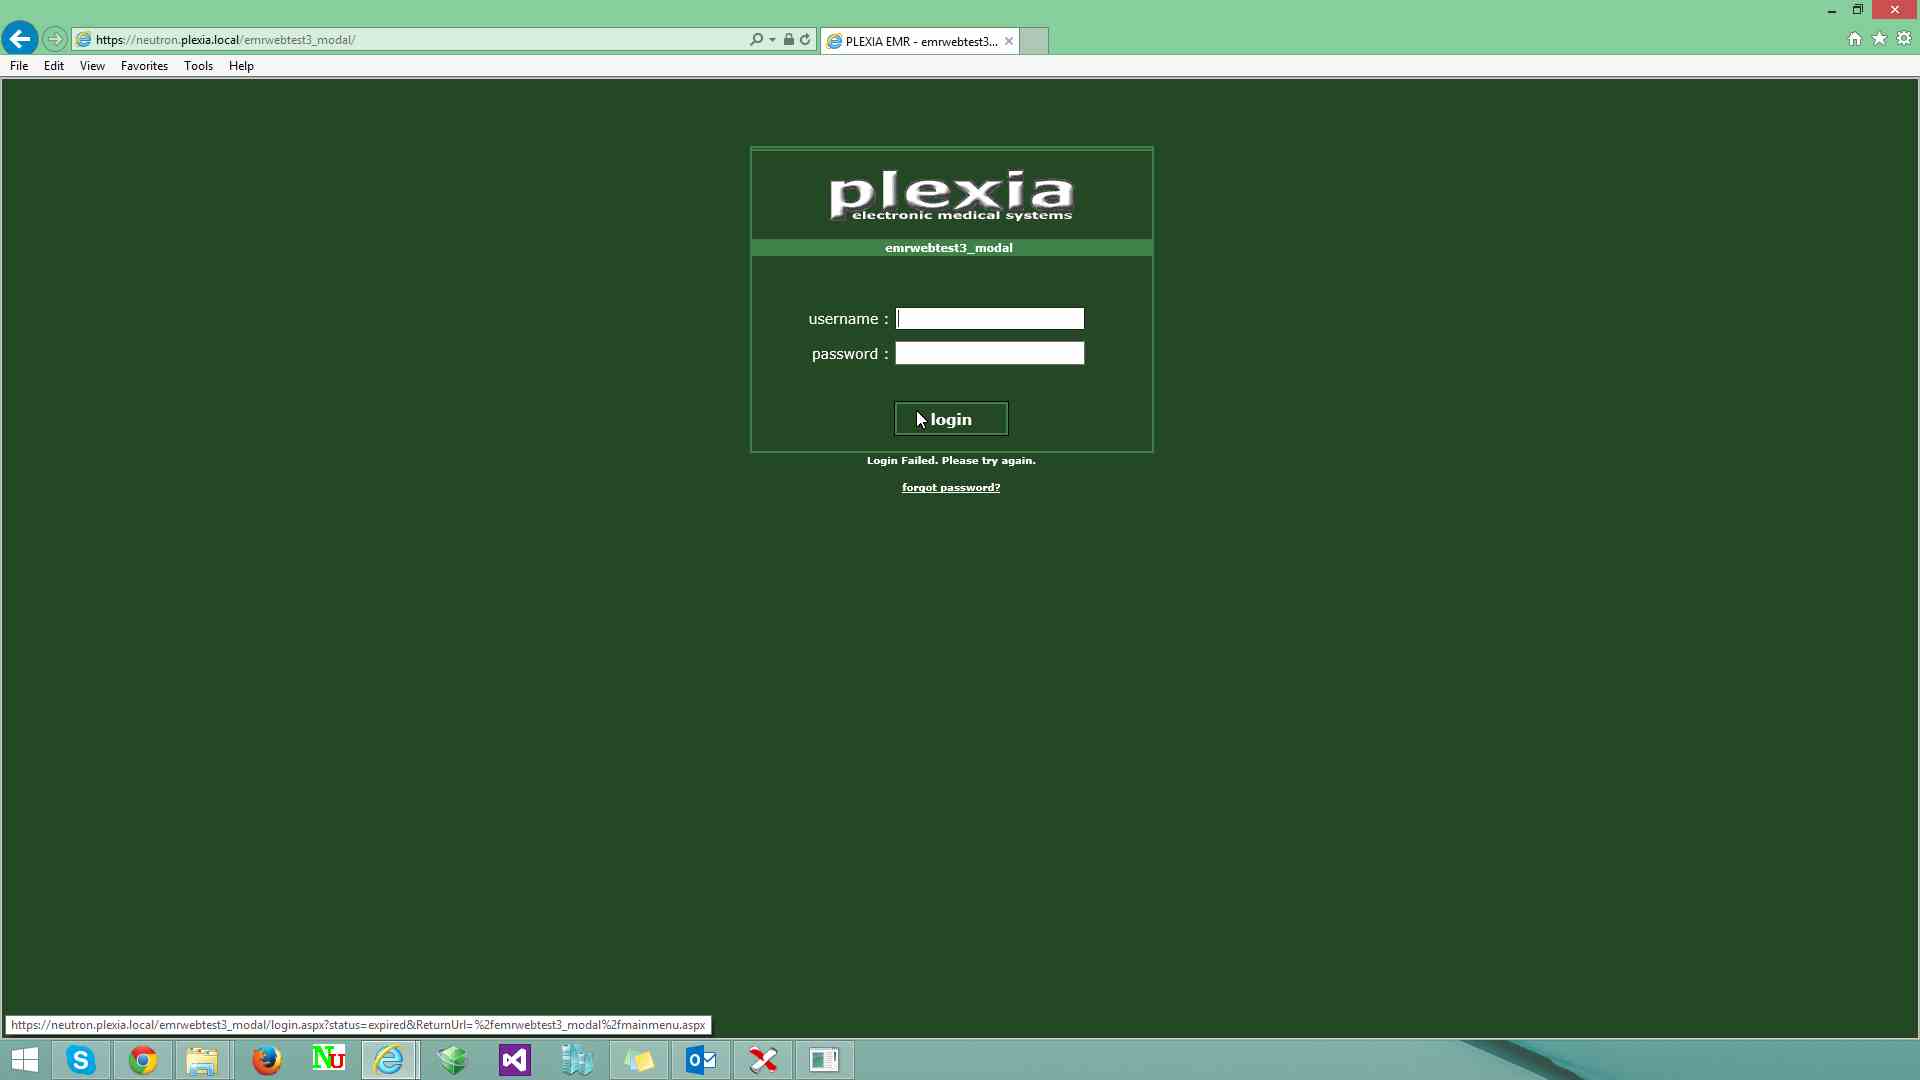 https://neutron.plexia.local/emrwebtest3_modal/
PLEXIA EMR - emrwebtest3...
File Edit View Favorites Tools Help
plexia
electronic medical systems
emrwebtest3_modal
username :
password :
login
Login Failed. Please try again.
forgot password?
https://neutron.plexia.local/emrwebtest3_modal/login.aspx?status=expired&ReturnUrl=%2femrwebtest3_modal%2fmainmenu.aspx
Nu